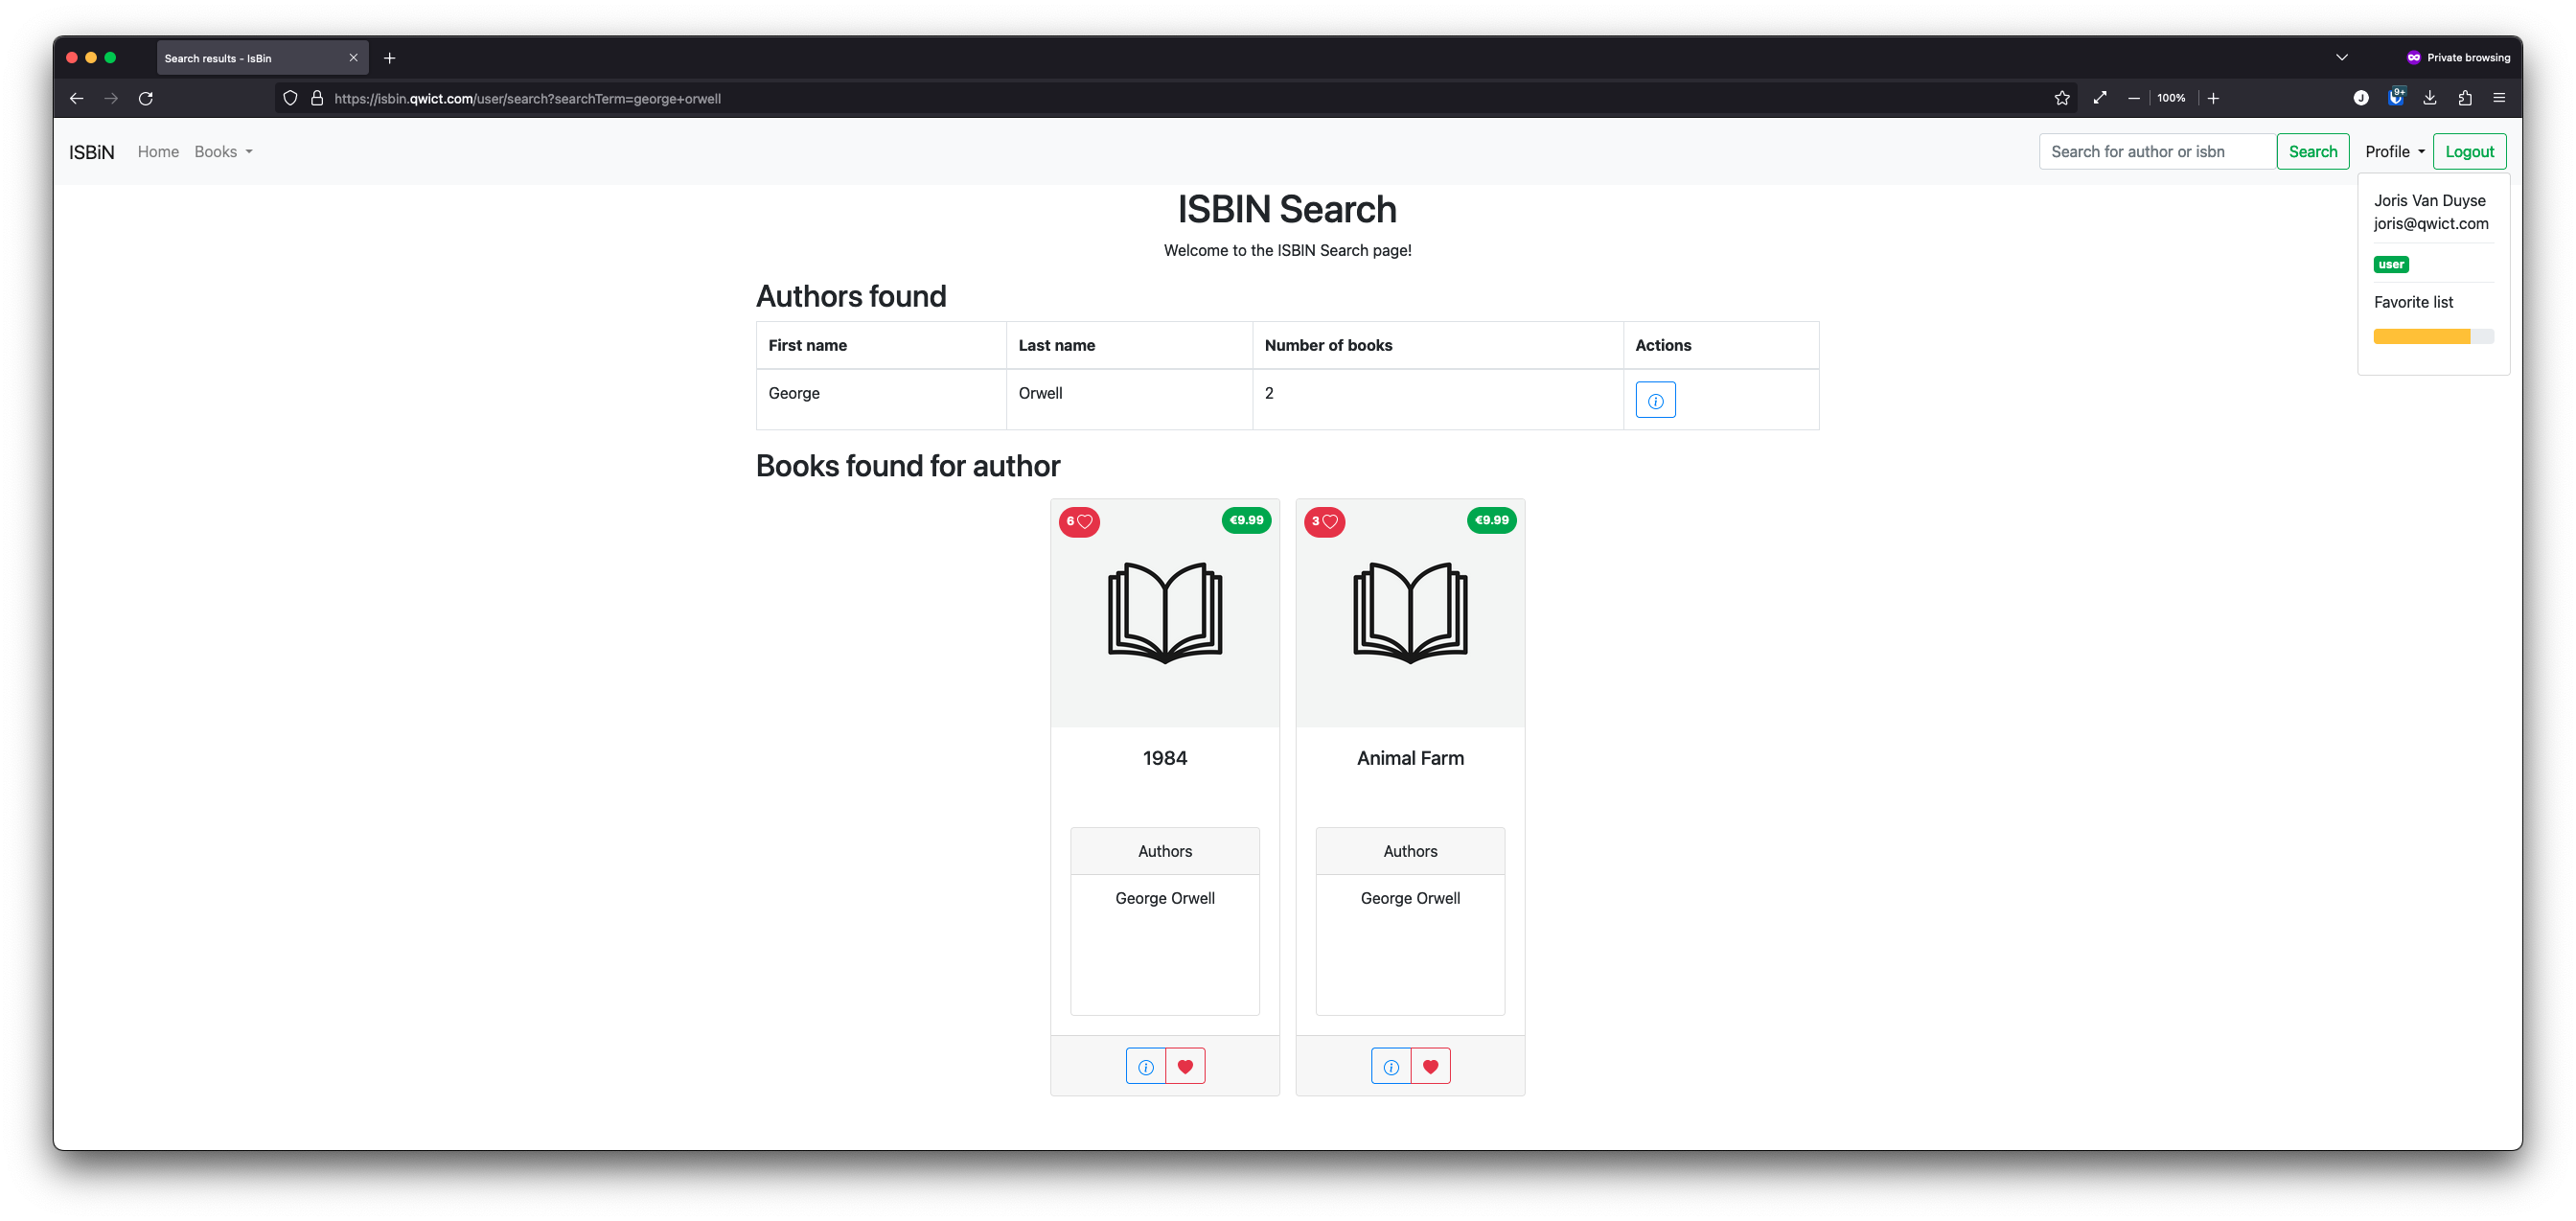 Search results - IsBin
Private browsing
https://isbin.qwict.com/user/search?searchTerm=george+orwell
100%
J
9+
ISBiN
Home
Books
Search for author or isbn
Search
Profile
Logout
Joris Van Duyse
joris@qwict.com
user
Favorite list
ISBIN Search
Welcome to the ISBIN Search page!
Authors found
First name Last name Number of books Actions
George Orwell 2
Books found for author
6 €9.99
3 €9.99
1984
Animal Farm
Authors
Authors
George Orwell
George Orwell